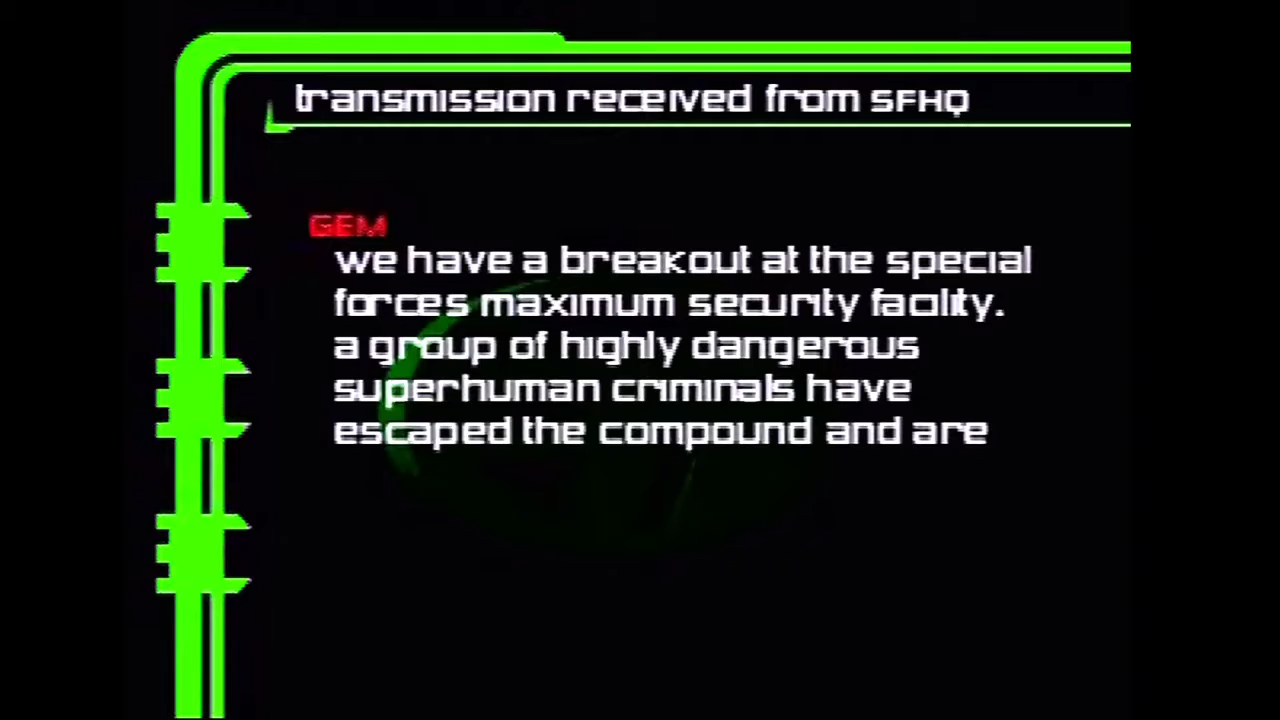 transmission received from SFHQ
GEM
we have a breakout at the special
forces maximum security facility.
a group of highly dangerous
superhuman criminals have
escaped the compound and are